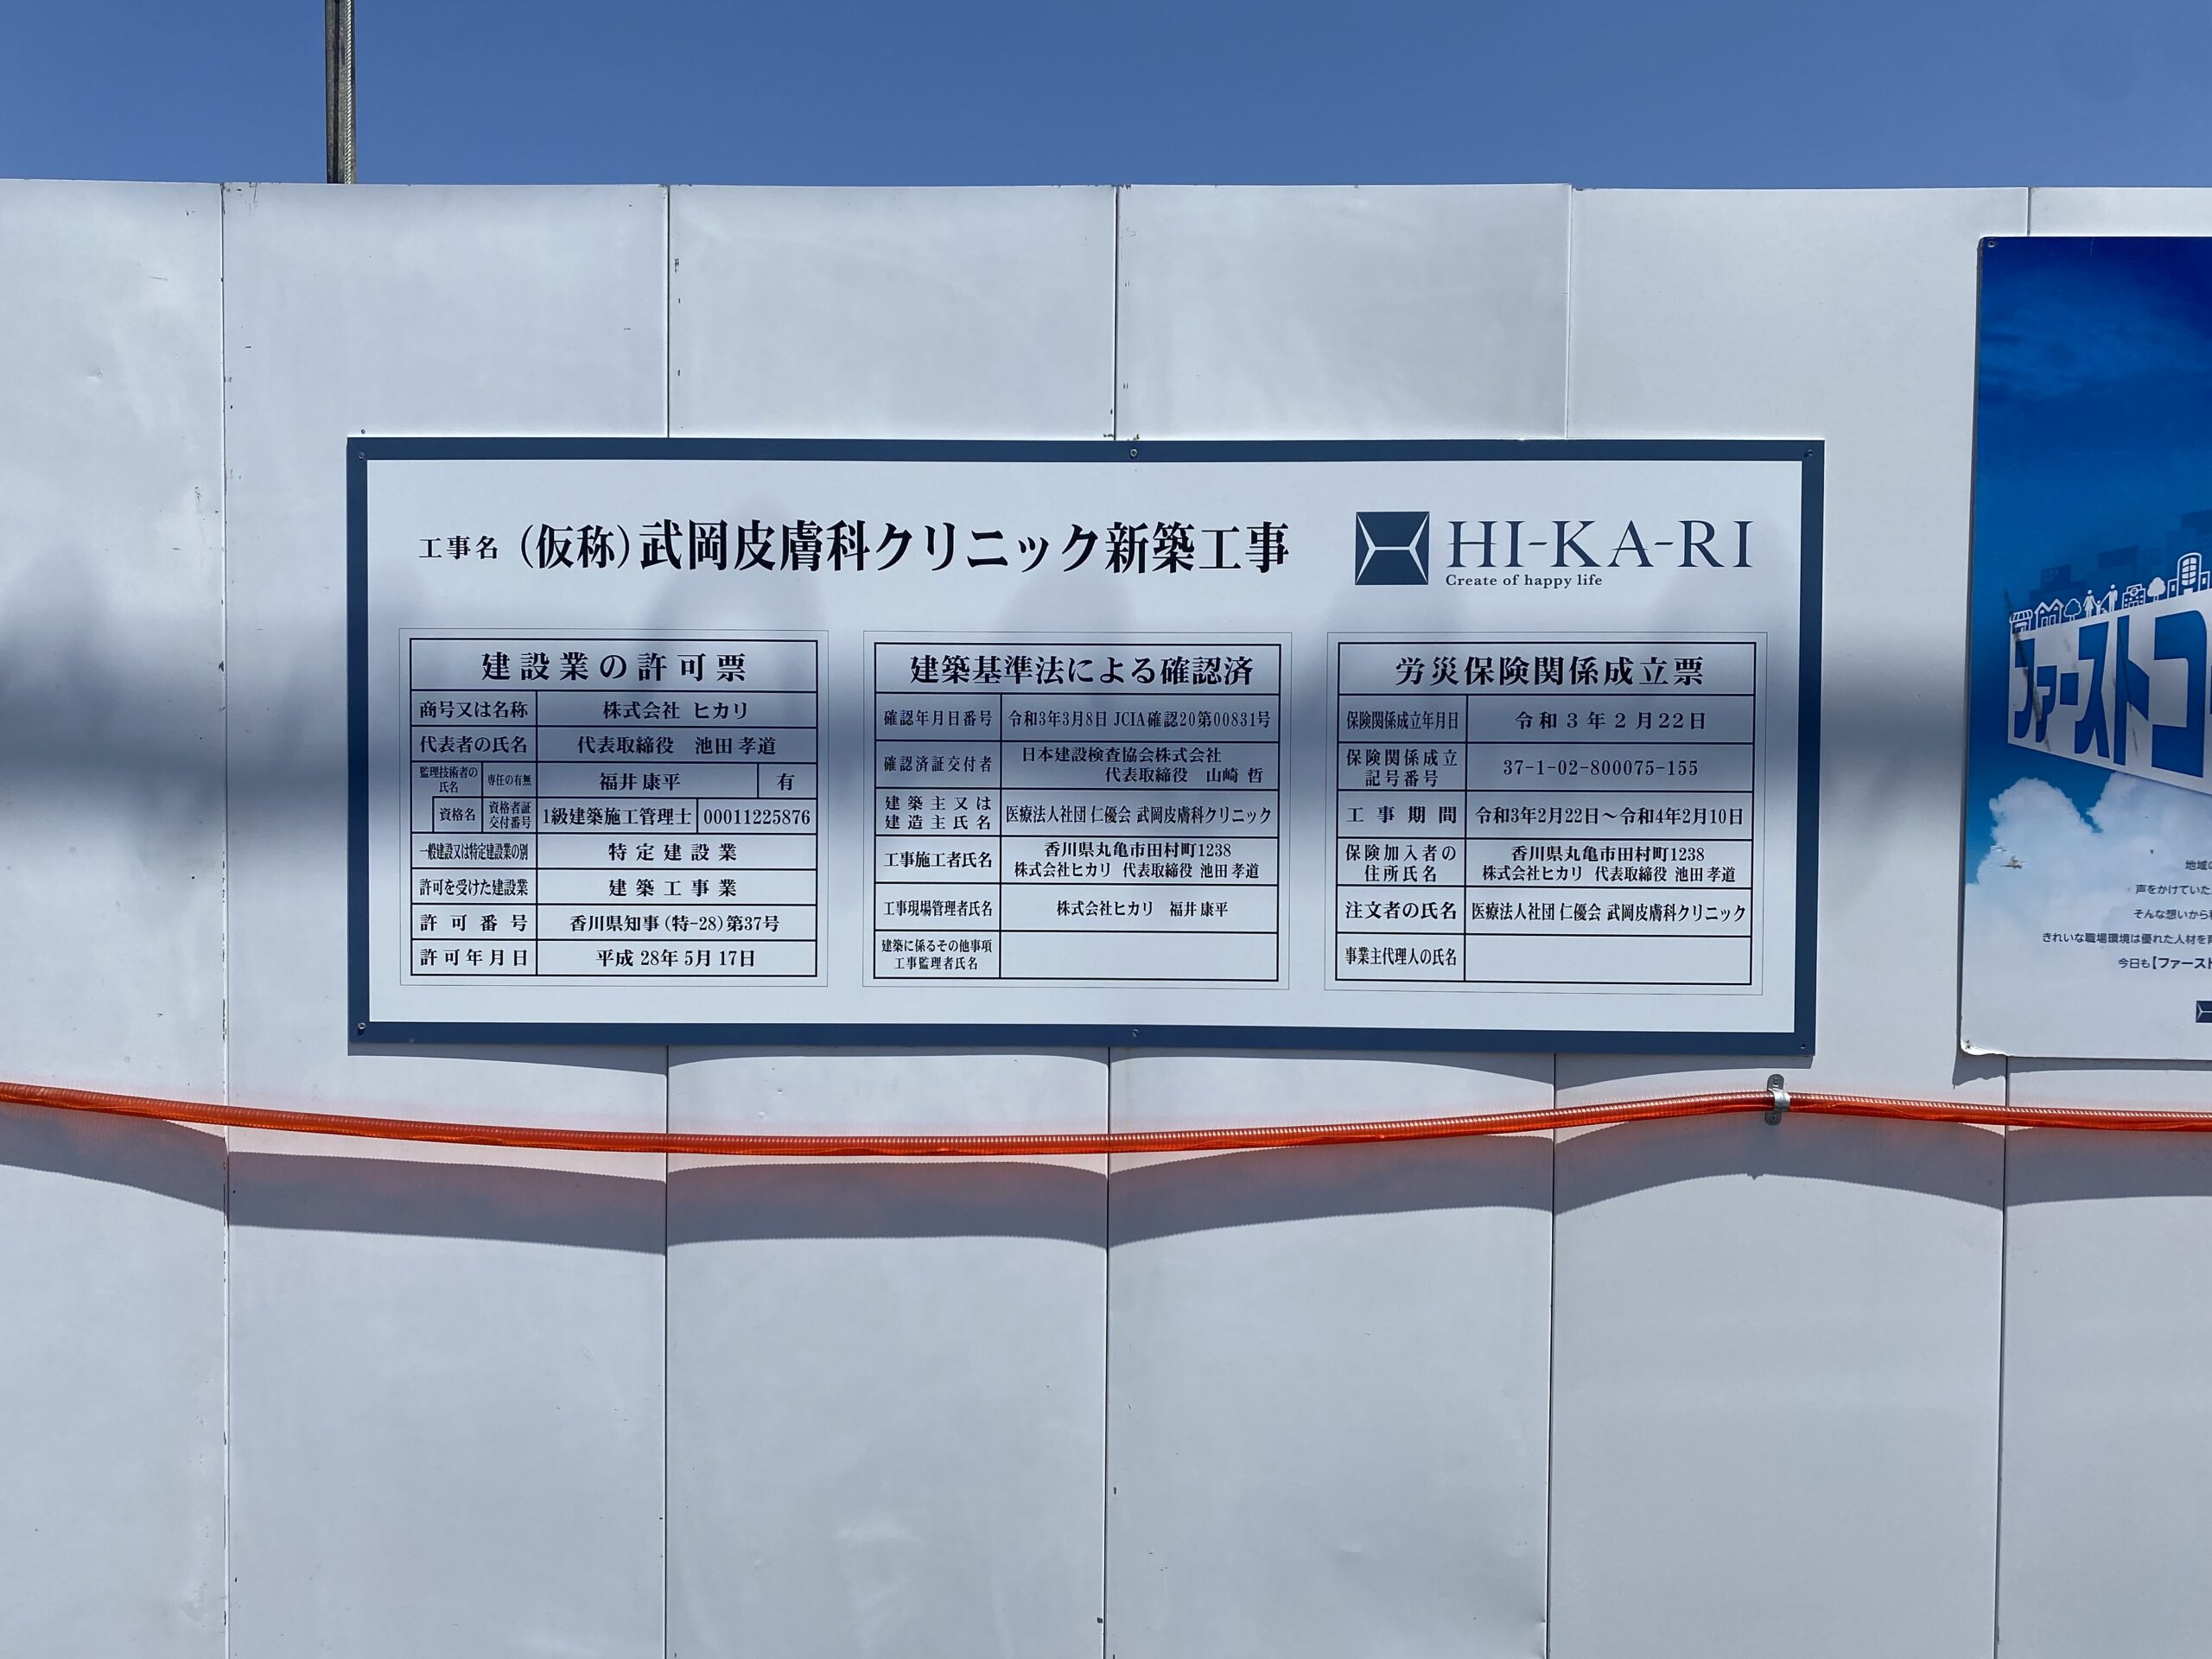 工事名 (仮称)武岡皮膚科クリニック新築工事
HI-KA-RI
Create of happy life
建設業の許可票
商号又は名称 株式会社 ヒカリ
代表者の氏名 代表取締役 池田 孝道
監理技術者の氏名 専任の有無 福井 康平 有
資格名 資格者証交付番号 1級建築施工管理士 00011225876
一般建設又は特定建設業の別 特定建設業
許可を受けた建設業 建築工事業
許可番号 香川県知事(特-28)第37号
許可年月日 平成 28年 5月 17日
建築基準法による確認済
確認年月日番号 令和3年3月8日 JCIA確認20第00831号
確認済証交付者 日本建設検査協会株式会社
代表取締役 山崎 哲
建築主又は
建造主氏名 医療法人社団 仁優会 武岡皮膚科クリニック
工事施工者氏名 香川県丸亀市田村町1238
株式会社ヒカリ 代表取締役 池田 孝道
工事現場管理者氏名 株式会社ヒカリ 福井 康平
建築に係るその他事項
工事監理者氏名
労災保険関係成立票
保険関係成立年月日 令和3年2月22日
保険関係成立
記号番号 37-1-02-800075-155
工事期間 令和3年2月22日〜令和4年2月10日
保険加入者の
住所氏名 香川県丸亀市田村町1238
株式会社ヒカリ 代表取締役 池田 孝道
注文者の氏名 医療法人社団 仁優会 武岡皮膚科クリニック
事業主代理人の氏名
ファーストコ
地域
声をかけていた
そんな想いから
きれいな職場環境は優れた人材を
今日も【ファースト